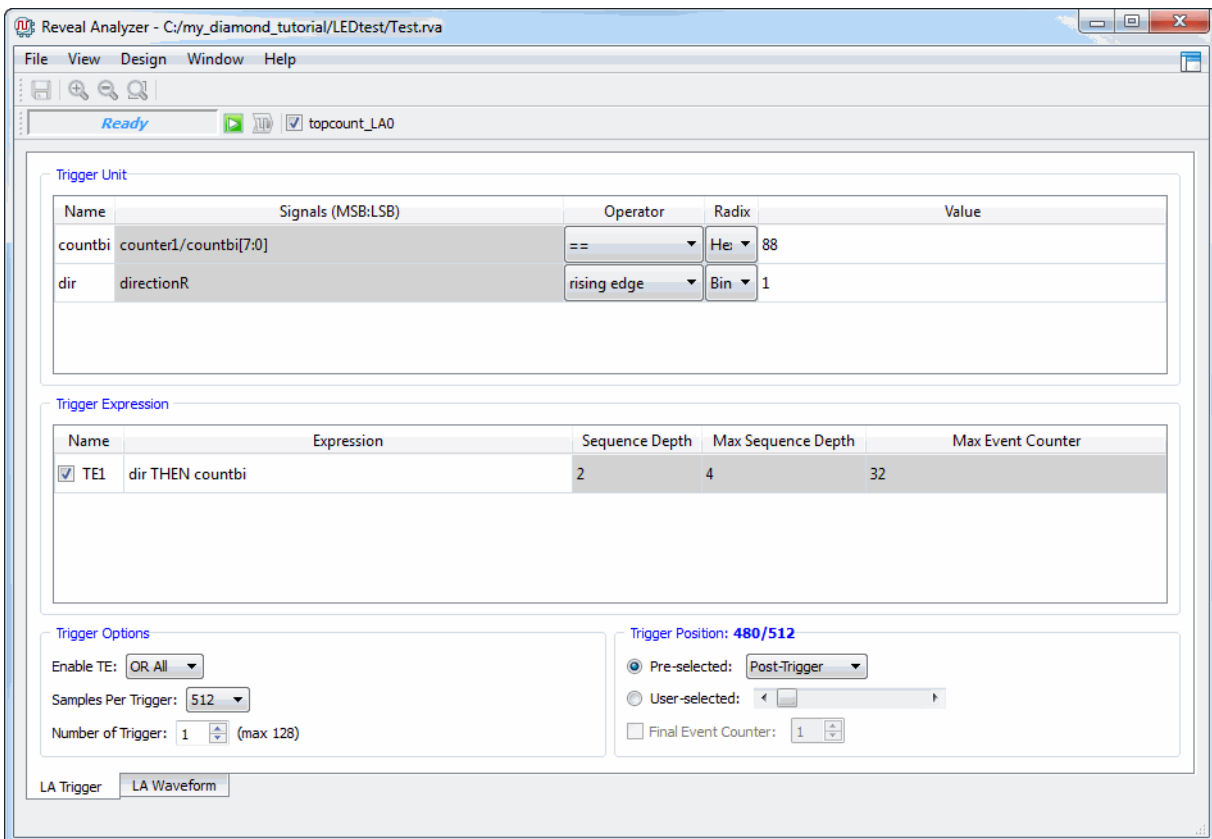 Reveal Analyzer - C:/my_diamond_tutorial/LEDtest/Test.rva
File View Design Window Help
Ready topcount_LA0
Trigger Unit
Name Signals (MSB:LSB) Operator Radix Value
countbi counter1/countbi[7:0] == He 88
dir directionR rising edge Bin 1
Trigger Expression
Name Expression Sequence Depth Max Sequence Depth Max Event Counter
TE1 dir THEN countbi 2 4 32
Trigger Options
Enable TE: OR All
Samples Per Trigger: 512
Number of Trigger: 1 (max 128)
Trigger Position: 480/512
Pre-selected: Post-Trigger
User-selected:
Final Event Counter: 1
LA Trigger LA Waveform